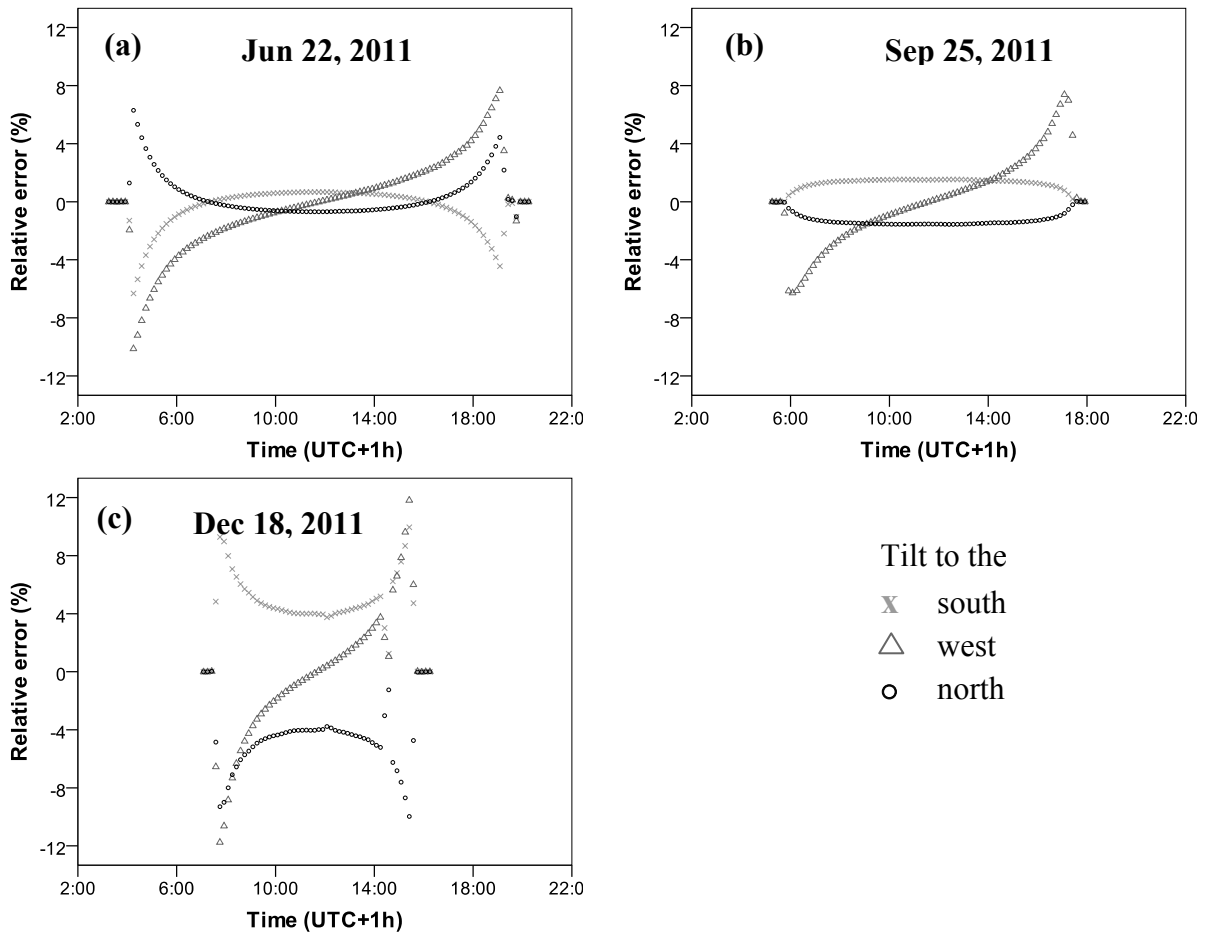 (a) Jun 22, 2011
12
8
4
0
-4
-8
-12
Relative error (%)
2:00 6:00 10:00 14:00 18:00 22:00
Time (UTC+1h)
(b) Sep 25, 2011
12
8
4
0
-4
-8
-12
Relative error (%)
2:00 6:00 10:00 14:00 18:00 22:00
Time (UTC+1h)
(c) Dec 18, 2011
12
8
4
0
-4
-8
-12
Relative error (%)
2:00 6:00 10:00 14:00 18:00 22:00
Time (UTC+1h)
Tilt to the
x south
west
north